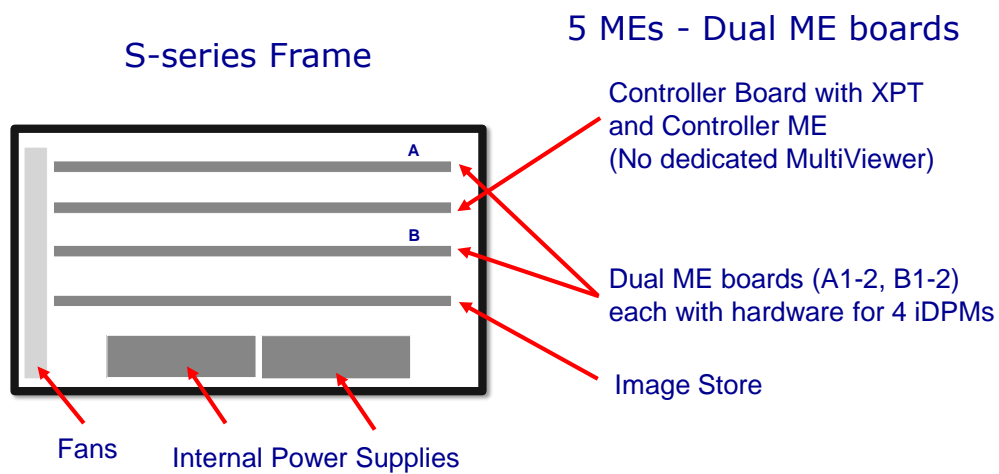 S-series Frame
5 MEs - Dual ME boards
Controller Board with XPT
and Controller ME
(No dedicated MultiViewer)
A
B
Dual ME boards (A1-2, B1-2)
each with hardware for 4 iDPMs
Image Store
Fans
Internal Power Supplies